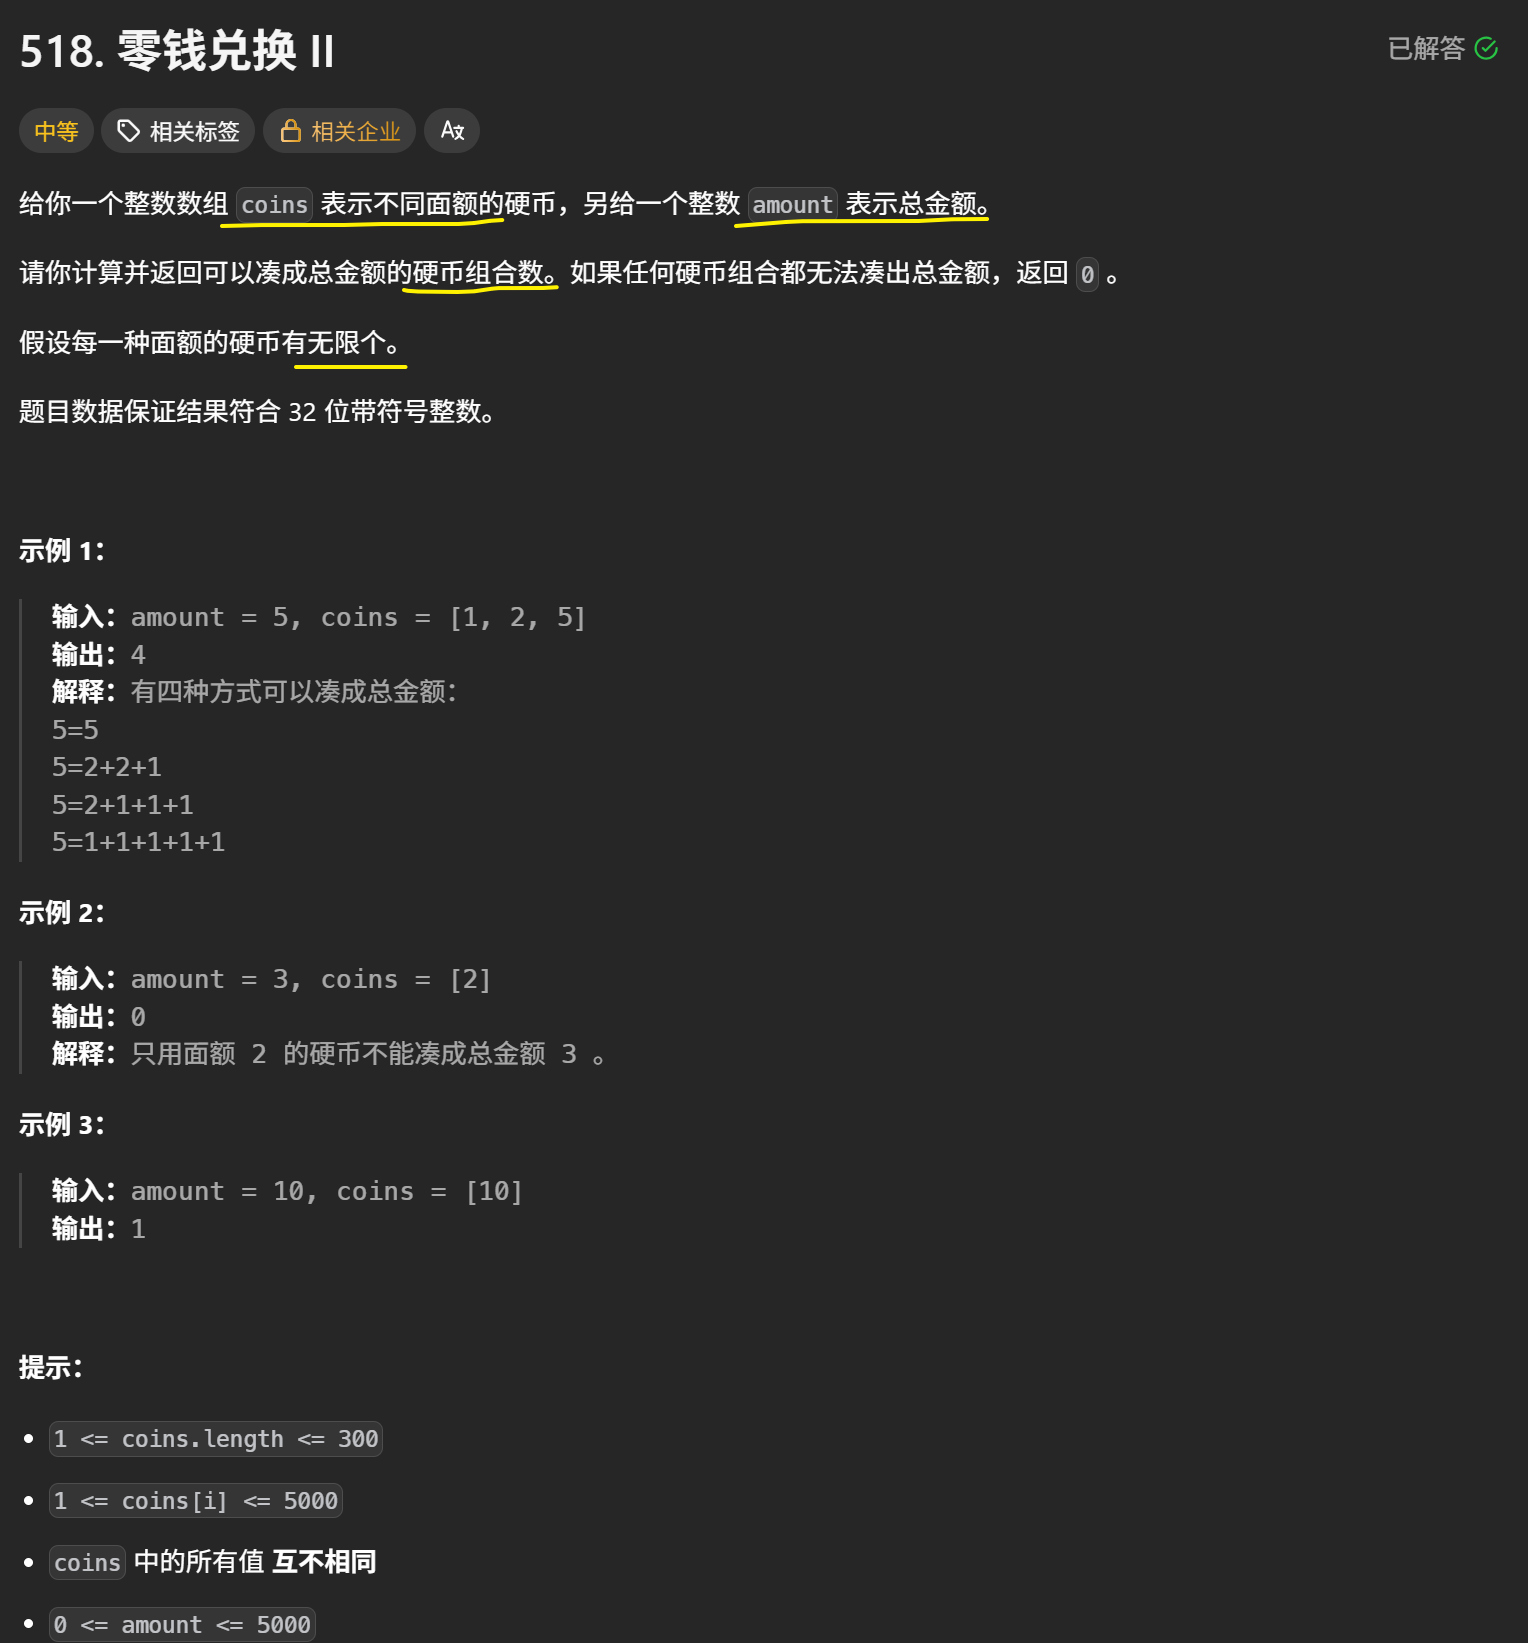 518. 零钱兑换 II
已解答
中等
相关标签
相关企业
给你一个整数数组 coins 表示不同面额的硬币，另给一个整数 amount 表示总金额。
请你计算并返回可以凑成总金额的硬币组合数。如果任何硬币组合都无法凑出总金额，返回 0 。
假设每一种面额的硬币有无限个。
题目数据保证结果符合 32 位带符号整数。
示例 1：
输入：amount = 5, coins = [1, 2, 5]
输出：4
解释：有四种方式可以凑成总金额：
5=5
5=2+2+1
5=2+1+1+1
5=1+1+1+1+1
示例 2：
输入：amount = 3, coins = [2]
输出：0
解释：只用面额 2 的硬币不能凑成总金额 3 。
示例 3：
输入：amount = 10, coins = [10]
输出：1
提示：
1 <= coins.length <= 300
1 <= coins[i] <= 5000
coins 中的所有值 互不相同
0 <= amount <= 5000